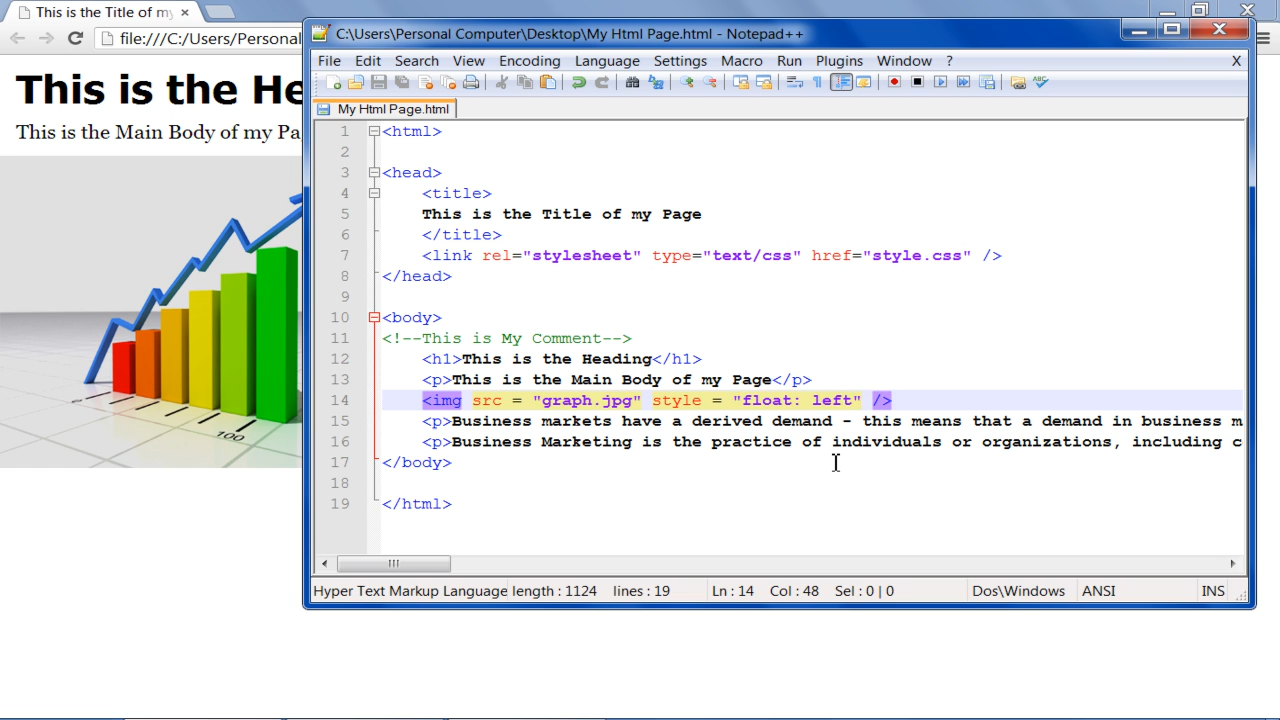 This is the Title of my
file:///C:/Users/Personal
This is the He
This is the Main Body of my Pa
100
C:\Users\Personal Computer\Desktop\My Html Page.html - Notepad++
File Edit Search View Encoding Language Settings Macro Run Plugins Window ? X
My Html Page.html
1 <html>
2
3 <head>
4 <title>
5 This is the Title of my Page
6 </title>
7 <link rel="stylesheet" type="text/css" href="style.css" />
8 </head>
9
10 <body>
11 <!--This is My Comment-->
12 <h1>This is the Heading</h1>
13 <p>This is the Main Body of my Page</p>
14 <img src = "graph.jpg" style = "float: left" />
15 <p>Business markets have a derived demand - this means that a demand in business m
16 <p>Business Marketing is the practice of individuals or organizations, including c
17 </body>
18
19 </html>
Hyper Text Markup Language length : 1124 lines : 19 Ln : 14 Col : 48 Sel : 0 | 0 Dos\Windows ANSI INS